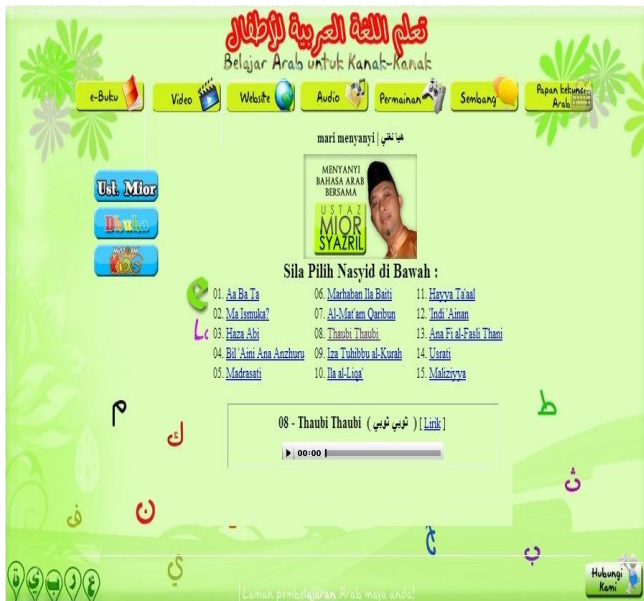 تعلم اللغة العربية للأطفال
Belajar Arab untuk Kanak-Kanak
e-Buku
Video
Website
Audio
Permainan
Sembang
Papan kekunci Arab
mari menyanyi | هيا نغني
MENYANYI
BAHASA ARAB
BERSAMA
USTAZ
MIOR
SYAZRIL
Ust. Mior
Kids
Sila Pilih Nasyid di Bawah :
01. Aa Ba Ta
02. Ma Ismuka?
03. Haza Abi
04. Bil 'Aini Ana Anzhuru
05. Madrasati
06. Marhaban Ila Baiti
07. Al-Mat'am Qaribun
08. Thaubi Thaubi
09. Iza Tuhibbu al-Kurah
10. Ila al-Liqa'
11. Hayya Ta'aal
12. 'Indi 'Ainan
13. Ana Fi al-Fasli Thani
14. Usrati
15. Maliziyya
08 - Thaubi Thaubi ( ثوبي ثوبي ) [ Lirik ]
00:00
م
ك
ط
ث
ن
ف
ي
ب
ع ر ب ي ة
| Laman pembelajaran Arab maya anda|
Hubungi
Kami